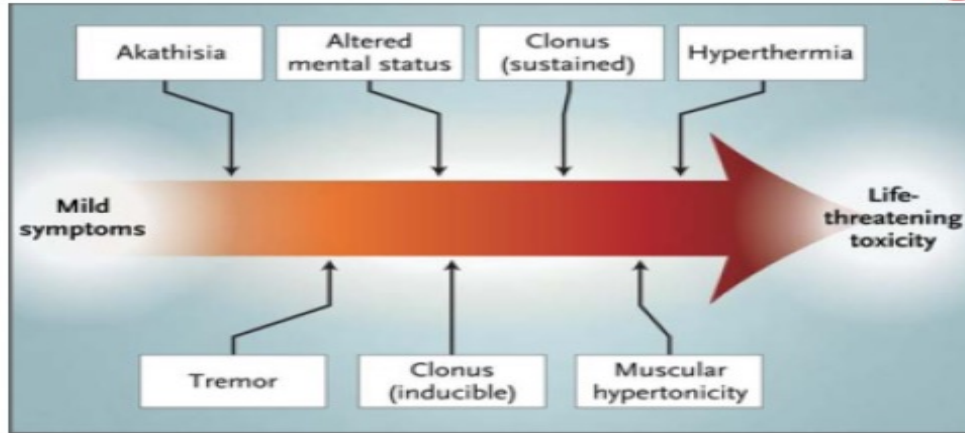 Akathisia
Altered
mental status
Clonus
(sustained)
Hyperthermia
Mild
symptoms
Life-
threatening
toxicity
Tremor
Clonus
(inducible)
Muscular
hypertonicity